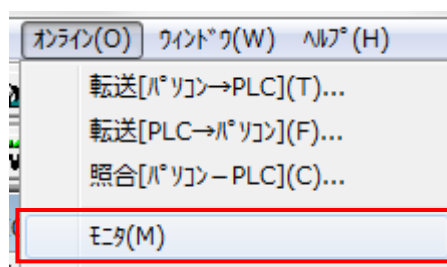 ｵﾝﾗｲﾝ(O) ｳｨﾝﾄﾞｳ(W) ﾍﾙﾌﾟ(H)
転送[ﾊﾟｿｺﾝ→PLC](T)...
転送[PLC→ﾊﾟｿｺﾝ](F)...
照合[ﾊﾟｿｺﾝ－PLC](C)...
ﾓﾆﾀ(M)